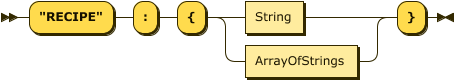 "RECIPE" : { String }
ArrayOfStrings